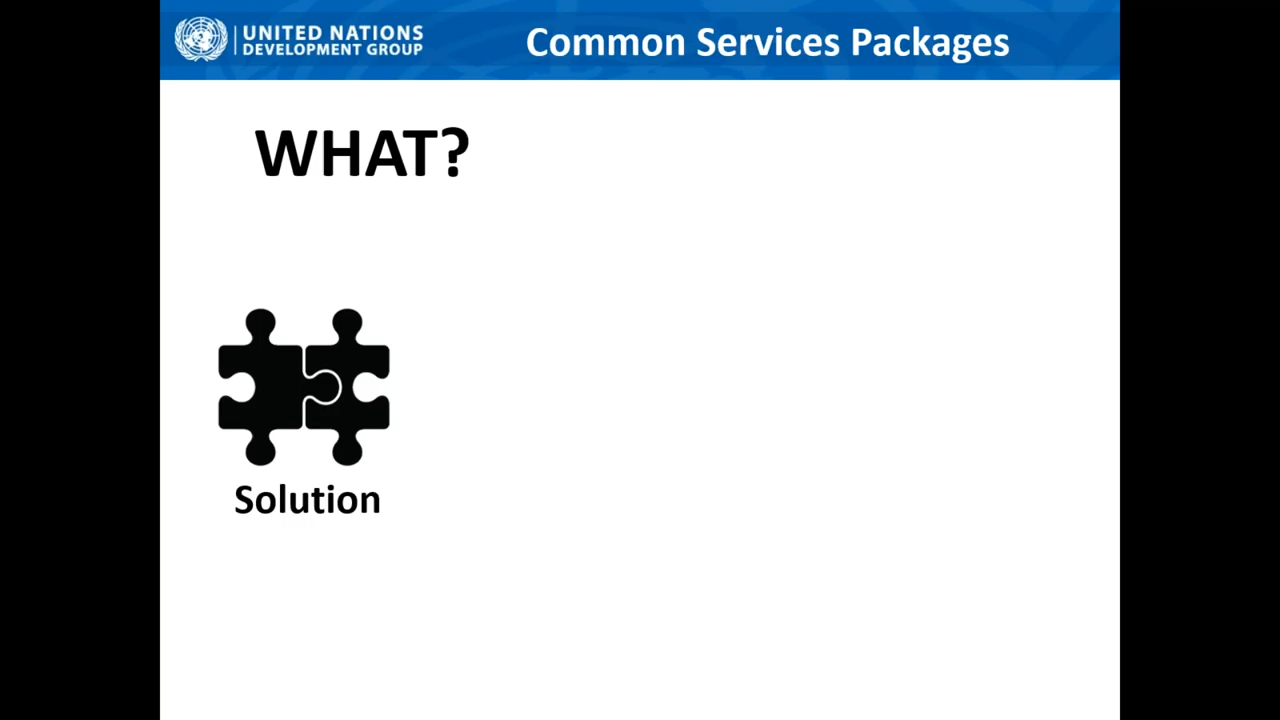 UNITED NATIONS
DEVELOPMENT GROUP
Common Services Packages
WHAT?
Solution